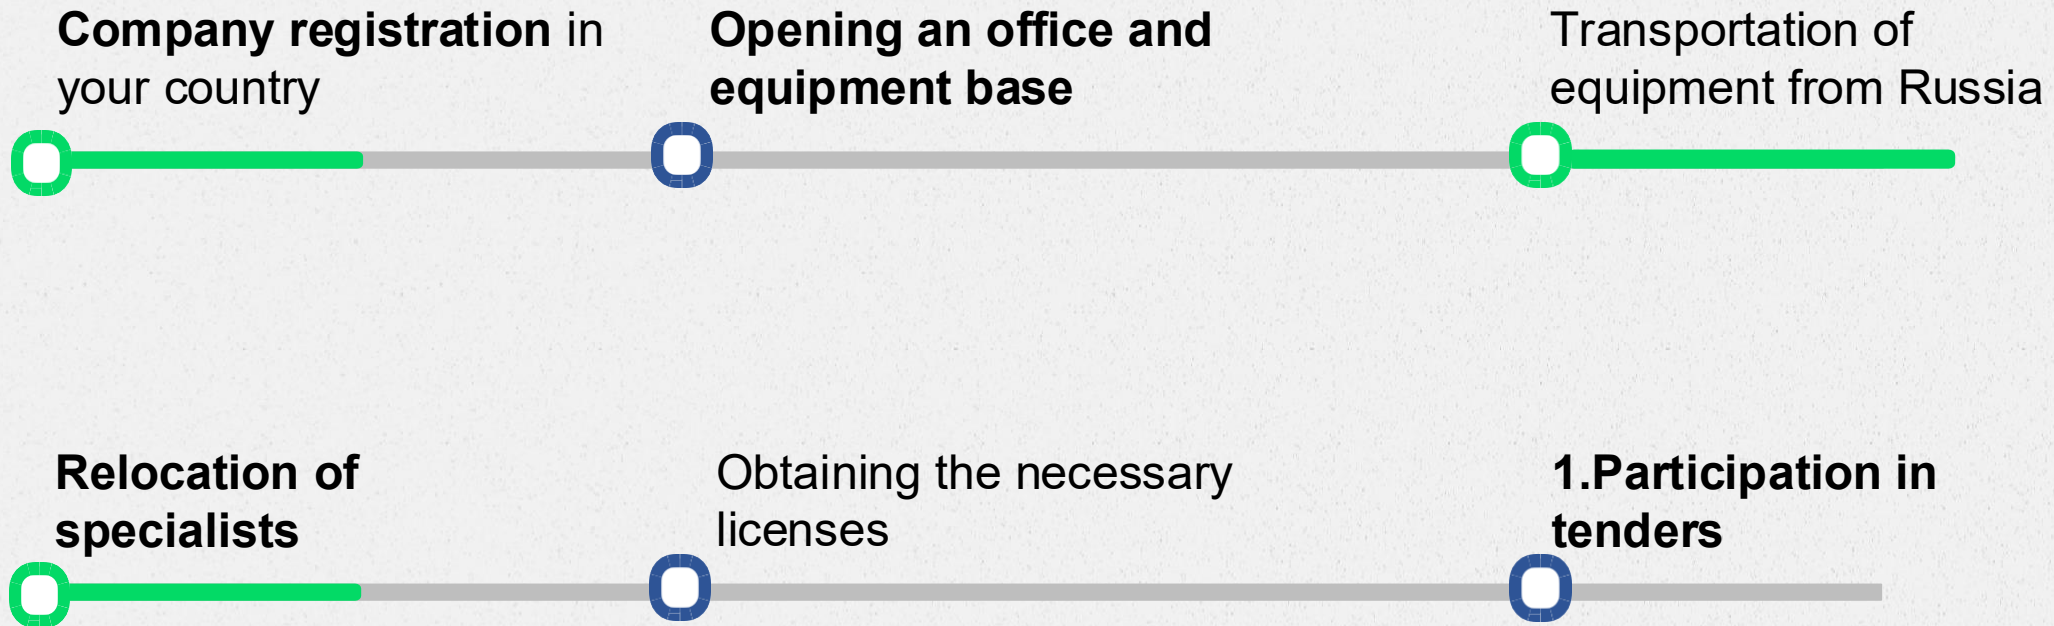 Company registration in
your country
Opening an office and
equipment base
Transportation of
equipment from Russia
Relocation of
specialists
Obtaining the necessary
licenses
1.Participation in
tenders